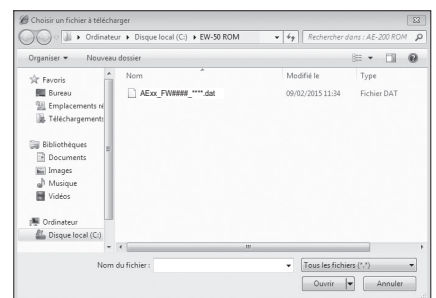 Choisir un fichier à télécharger
Ordinateur Disque local (C:) EW-50 ROM
Rechercher dans : AE-200 ROM
Organiser Nouveau dossier
Nom Modifié le Type
AExx_FW####_****.dat 09/02/2015 11:34 Fichier DAT
Favoris
Bureau
Emplacements ré
Téléchargements
Bibliothèques
Documents
Images
Musique
Vidéos
Ordinateur
Disque local (C:)
Nom du fichier :
Tous les fichiers (*.*)
Ouvrir Annuler